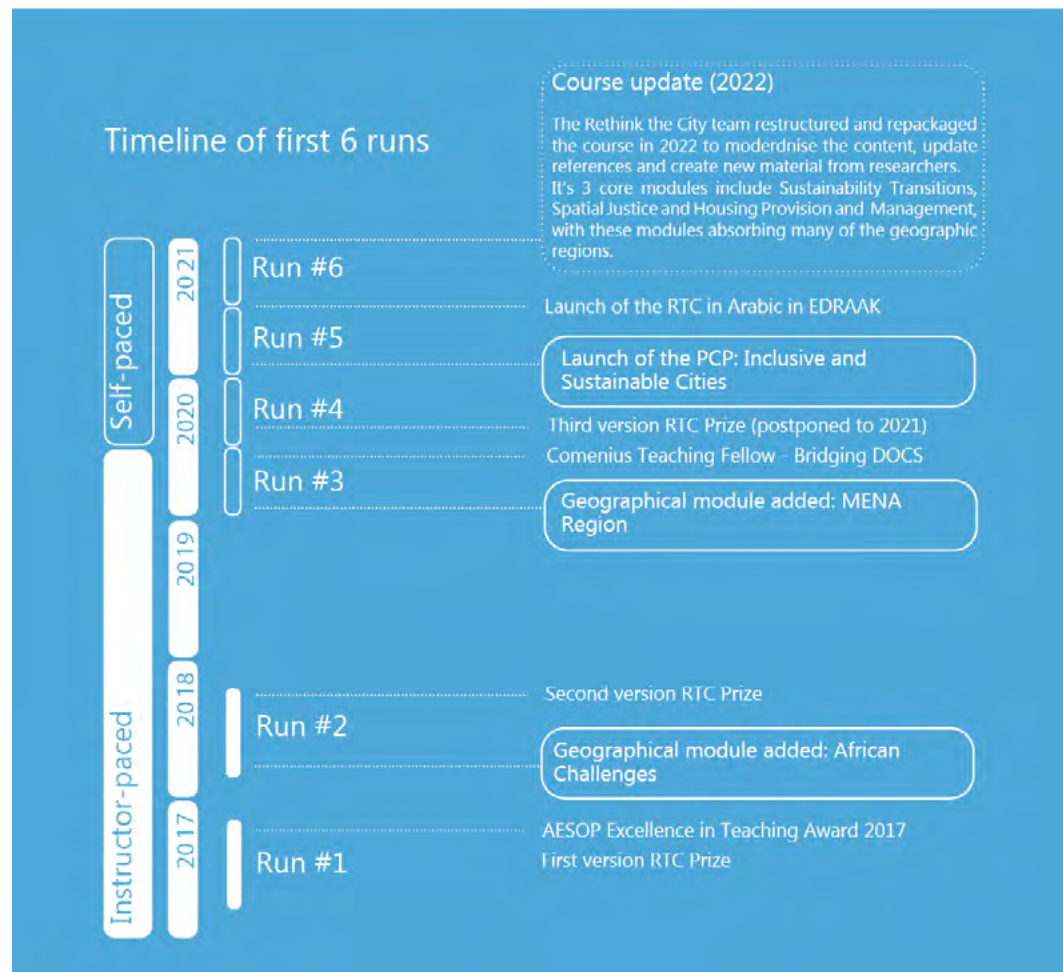 Course update (2022)
The Rethink the City team restructured and repackaged
the course in 2022 to moderdnise the content, update
references and create new material from researchers.
It's 3 core modules include Sustainability Transitions,
Spatial Justice and Housing Provision and Management,
with these modules absorbing many of the geographic
regions.
Timeline of first 6 runs
Self-paced
Instructor-paced
2021
2020
2019
2018
2017
Run #6
Launch of the RTC in Arabic in EDRAAK
Run #5
Launch of the PCP: Inclusive and
Sustainable Cities
Run #4
Third version RTC Prize (postponed to 2021)
Comenius Teaching Fellow - Bridging DOCS
Run #3
Geographical module added: MENA
Region
Second version RTC Prize
Run #2
Geographical module added: African
Challenges
AESOP Excellence in Teaching Award 2017
Run #1
First version RTC Prize